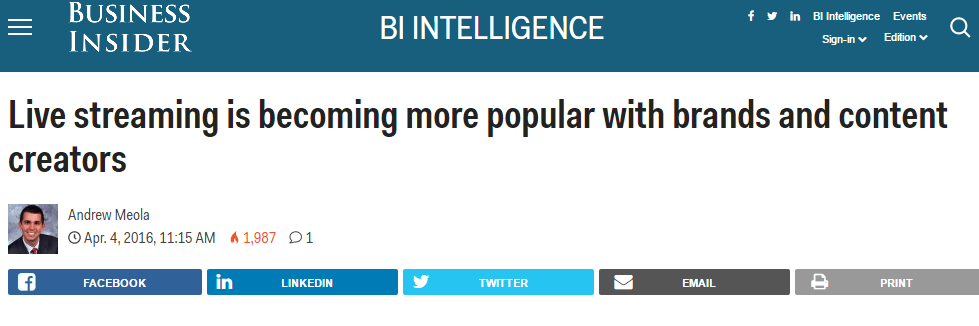 BUSINESS
INSIDER
BI INTELLIGENCE
BI Intelligence Events
Sign-in Edition
Live streaming is becoming more popular with brands and content
creators
Andrew Meola
Apr. 4, 2016, 11:15 AM 1,987 1
FACEBOOK LINKEDIN TWITTER EMAIL PRINT